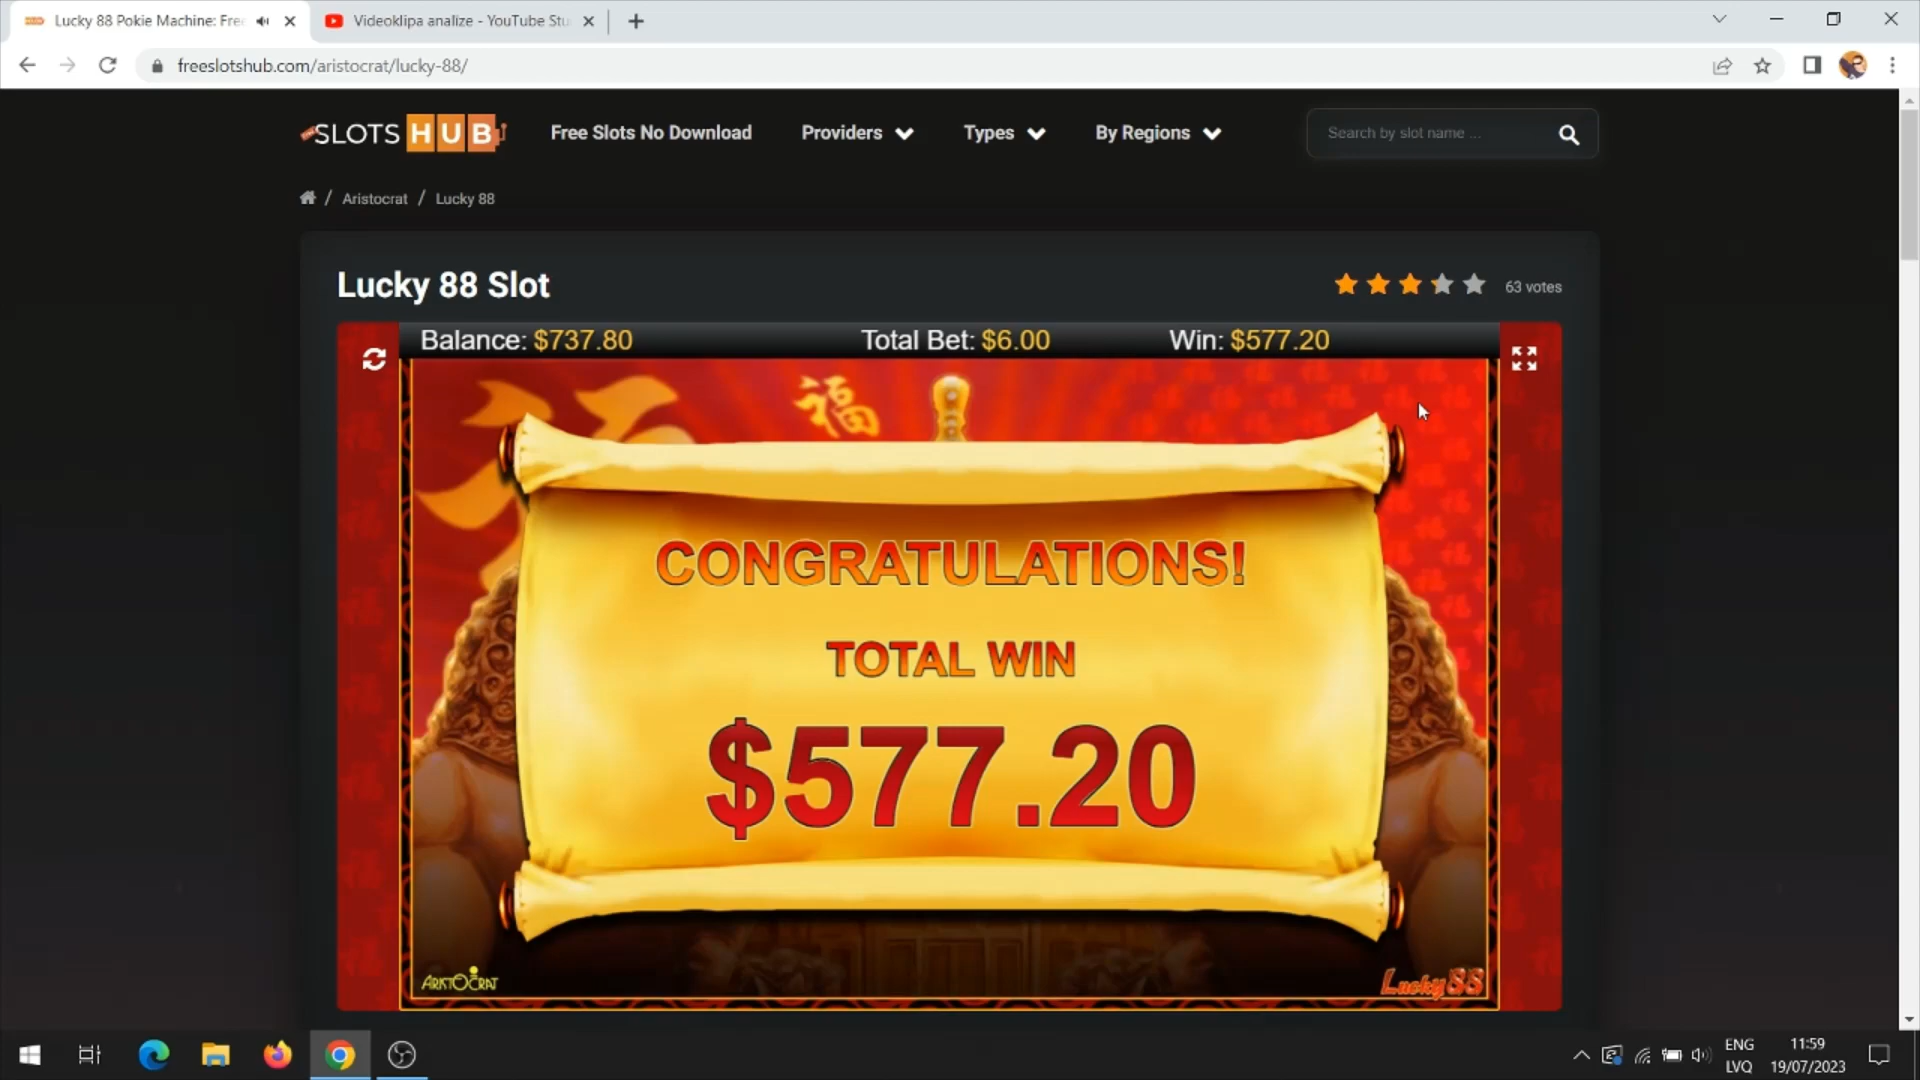 Lucky 88 Pokie Machine: Free
Videoklipa analize - YouTube Stu
freeslotshub.com/aristocrat/lucky-88/
SLOTS HUB
Free Slots No Download
Providers
Types
By Regions
Search by slot name ...
/ Aristocrat / Lucky 88
Lucky 88 Slot
63 votes
Balance: $737.80
Total Bet: $6.00
Win: $577.20
福
CONGRATULATIONS!
TOTAL WIN
$577.20
ARISTOCRAT
Lucky 88
ENG
LVQ
11:59
19/07/2023